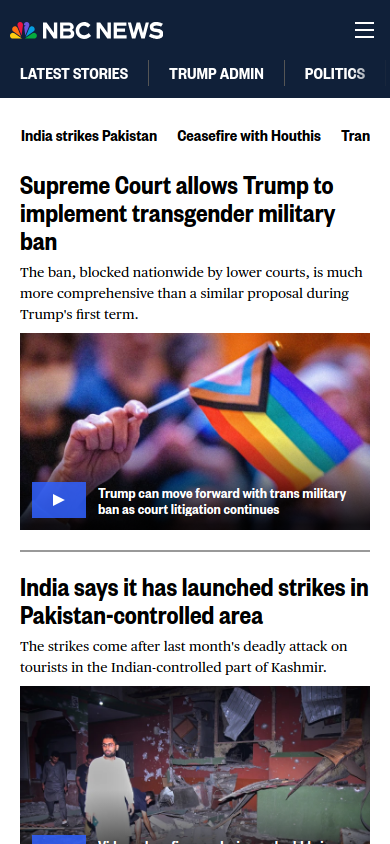 NBC NEWS
LATEST STORIES
TRUMP ADMIN
POLITICS
India strikes Pakistan
Ceasefire with Houthis
Tran
Supreme Court allows Trump to
implement transgender military
ban
The ban, blocked nationwide by lower courts, is much
more comprehensive than a similar proposal during
Trump's first term.
Trump can move forward with trans military
ban as court litigation continues
India says it has launched strikes in
Pakistan-controlled area
The strikes come after last month's deadly attack on
tourists in the Indian-controlled part of Kashmir.